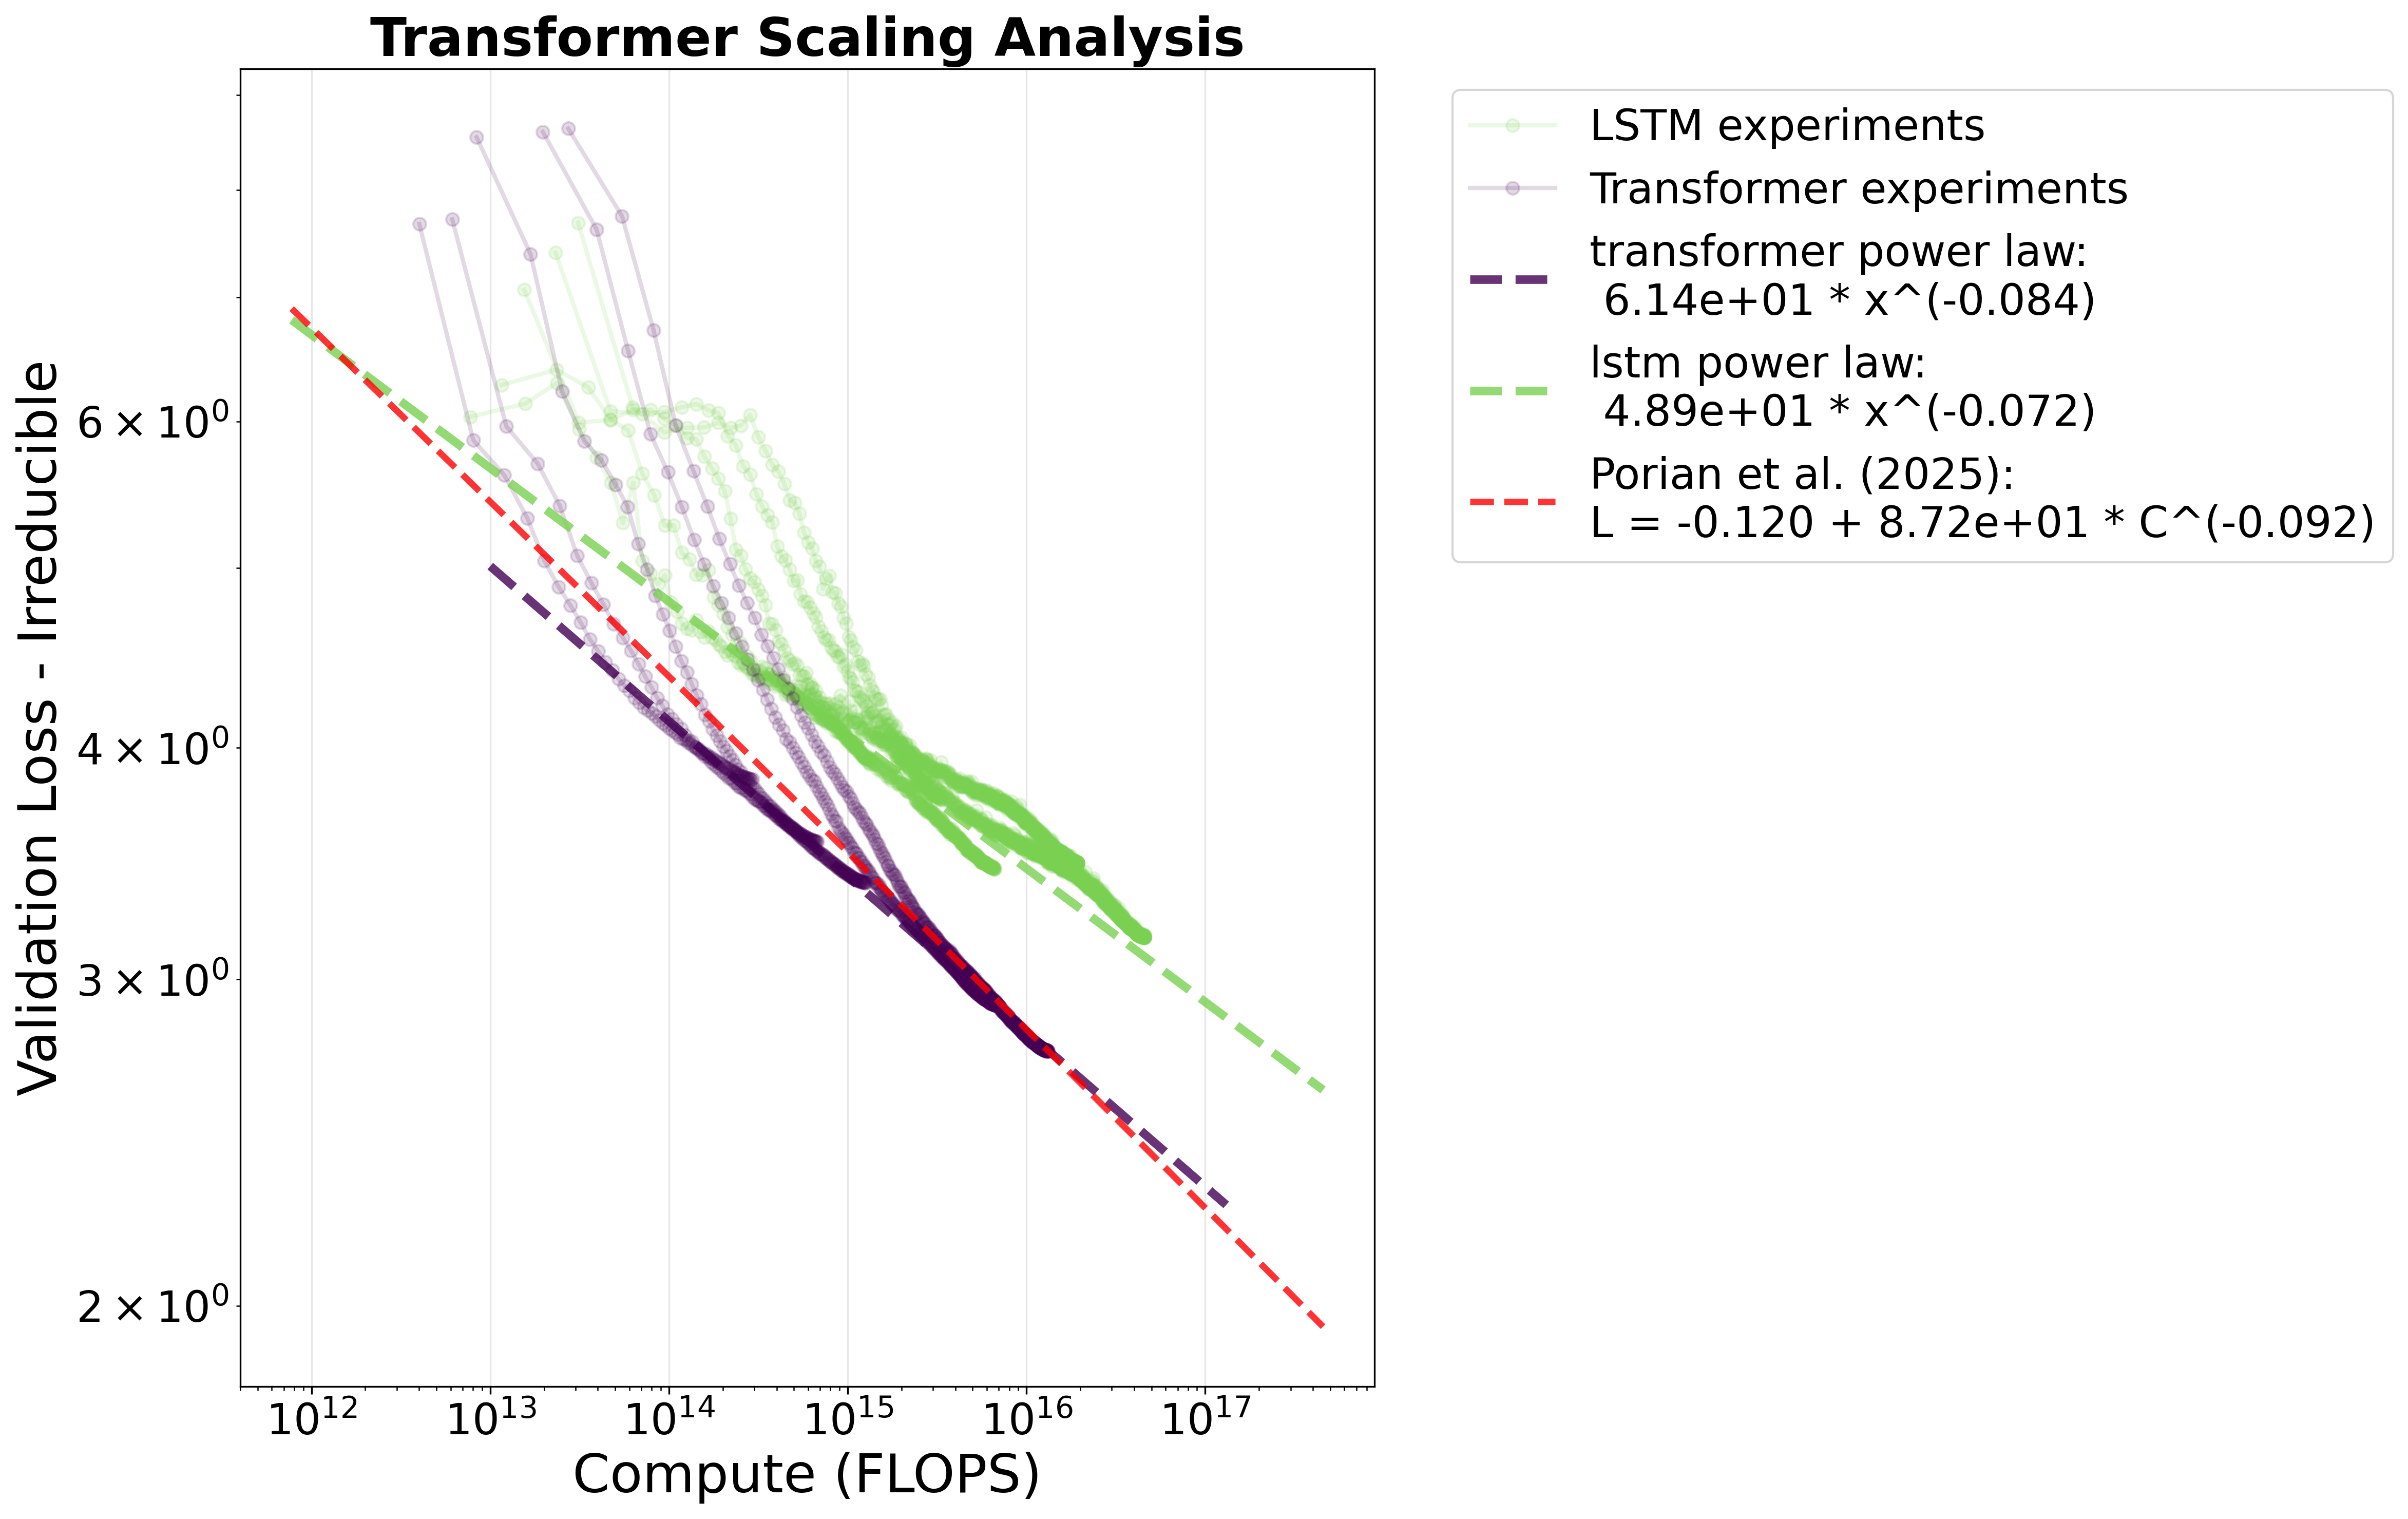 Transformer Scaling Analysis
Validation Loss - Irreducible
6 × 10⁰
4 × 10⁰
3 × 10⁰
2 × 10⁰
10¹² 10¹³ 10¹⁴ 10¹⁵ 10¹⁶ 10¹⁷
Compute (FLOPS)
LSTM experiments
Transformer experiments
transformer power law:
6.14e+01 * x^(-0.084)
lstm power law:
4.89e+01 * x^(-0.072)
Porian et al. (2025):
L = -0.120 + 8.72e+01 * C^(-0.092)